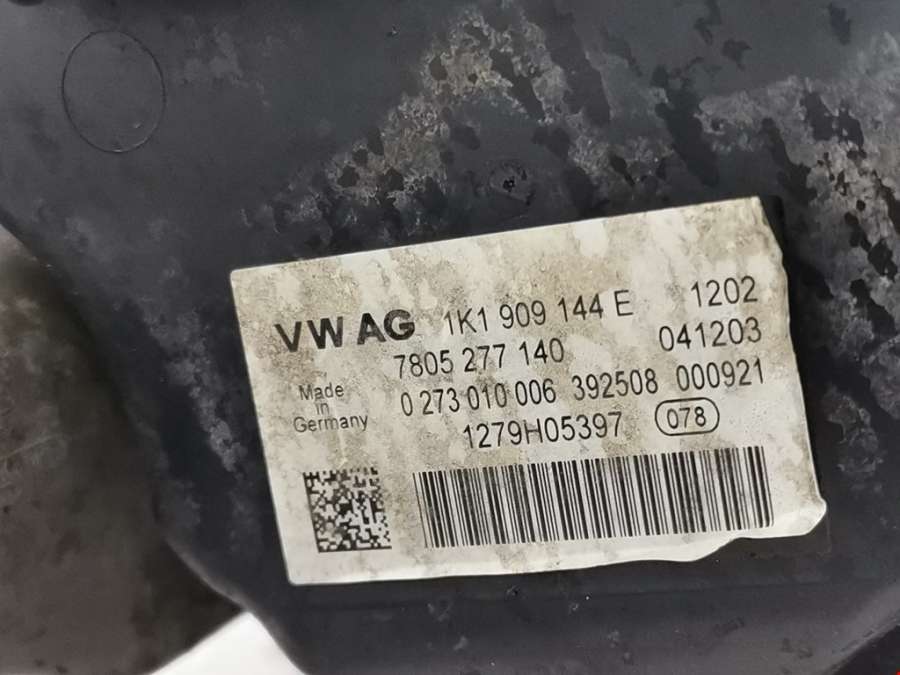 VW AG 1K1 909 144 E 1202
7805 277 140 041203
Made in Germany
0 273 010 006 392508 000921
1279H05397 078